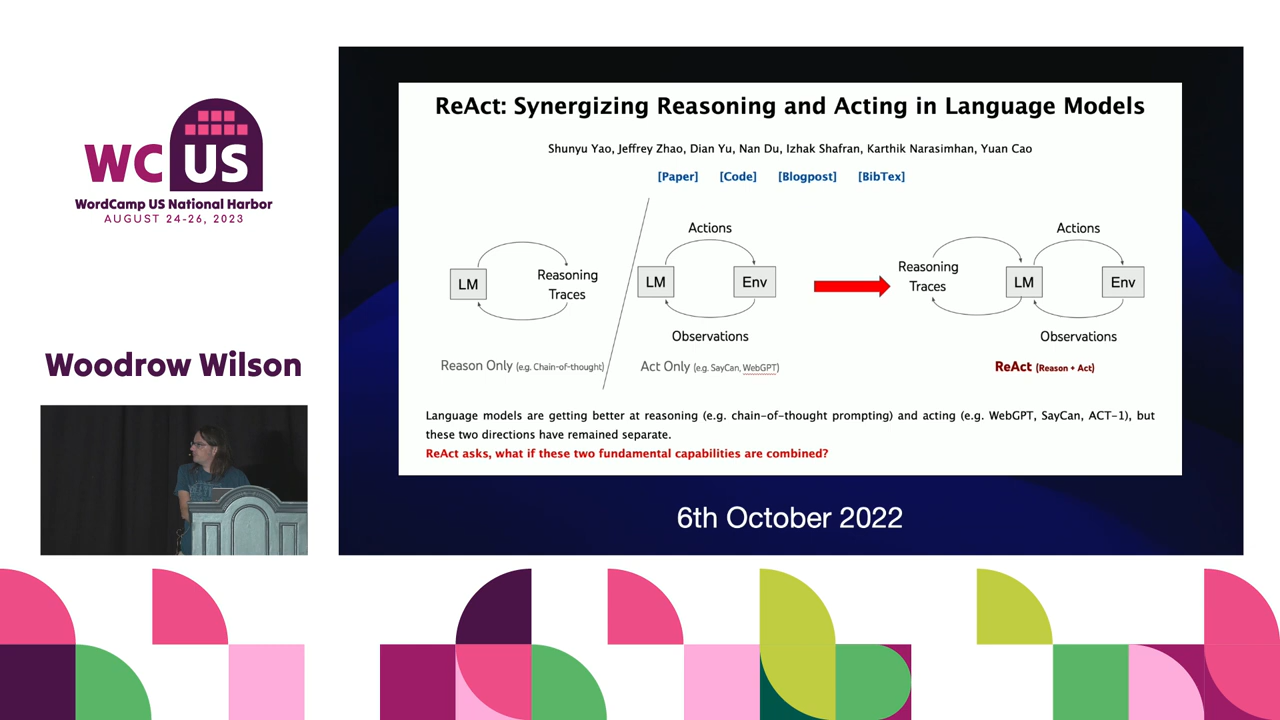 WC US
WordCamp US National Harbor
AUGUST 24-26, 2023
Woodrow Wilson
ReAct: Synergizing Reasoning and Acting in Language Models
Shunyu Yao, Jeffrey Zhao, Dian Yu, Nan Du, Izhak Shafran, Karthik Narasimhan, Yuan Cao
[Paper] [Code] [Blogpost] [BibTex]
LM
Reasoning
Traces
Reason Only (e.g. Chain-of-thought)
Actions
LM
Env
Observations
Act Only (e.g. SayCan, WebGPT)
Reasoning
Traces
Actions
LM
Env
Observations
ReAct (Reason + Act)
Language models are getting better at reasoning (e.g. chain-of-thought prompting) and acting (e.g. WebGPT, SayCan, ACT-1), but
these two directions have remained separate.
ReAct asks, what if these two fundamental capabilities are combined?
6th October 2022